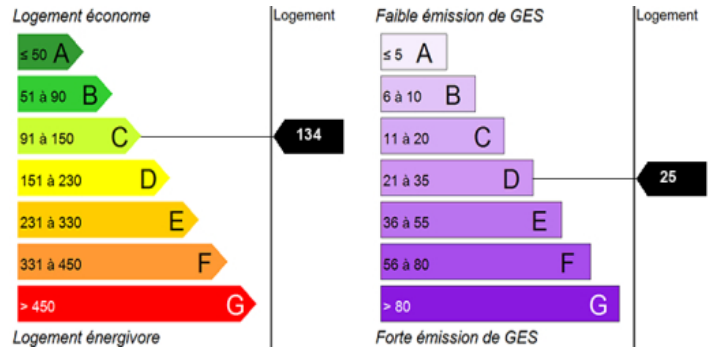 Logement économe
Logement
≤ 50 A
51 à 90 B
91 à 150 C
134
151 à 230 D
231 à 330 E
331 à 450 F
> 450 G
Logement énergivore
Faible émission de GES
Logement
≤ 5 A
6 à 10 B
11 à 20 C
21 à 35 D
25
36 à 55 E
56 à 80 F
> 80 G
Forte émission de GES